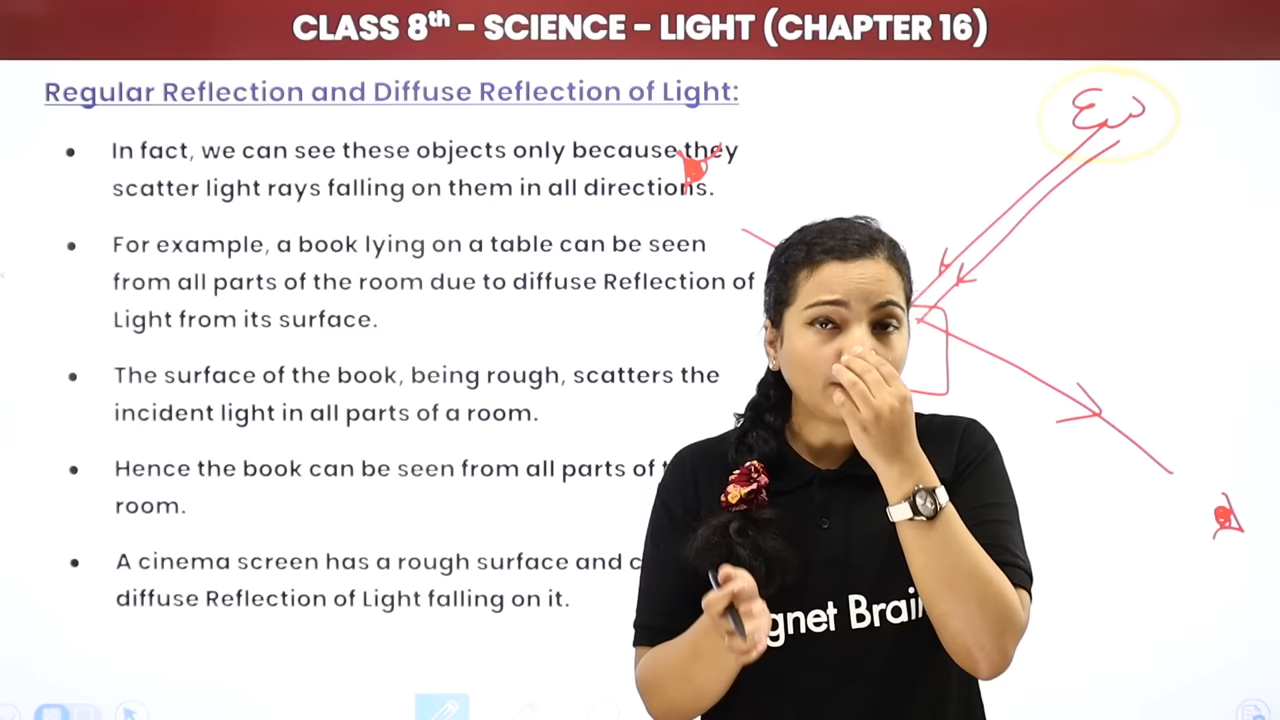 CLASS 8th – SCIENCE – LIGHT (CHAPTER 16)
Regular Reflection and Diffuse Reflection of Light:
• In fact, we can see these objects only because they
scatter light rays falling on them in all directions.
• For example, a book lying on a table can be seen
from all parts of the room due to diffuse Reflection of
Light from its surface.
• The surface of the book, being rough, scatters the
incident light in all parts of a room.
• Hence the book can be seen from all parts of
room.
• A cinema screen has a rough surface and
diffuse Reflection of Light falling on it.
gnet Brain